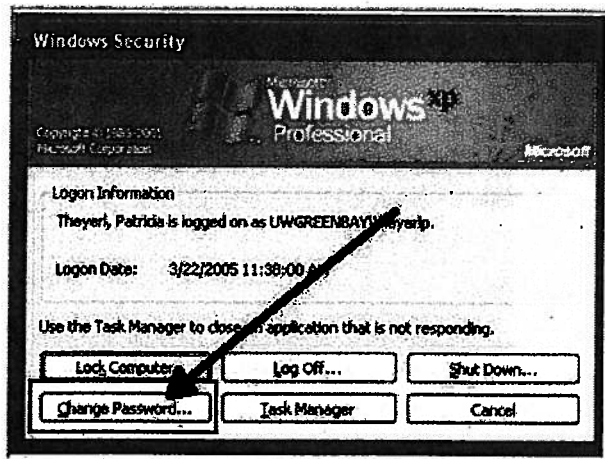 Windows Security
Microsoft
Windows xp
Professional
Copyright © 1985-2001
Microsoft Corporation
Microsoft
Logon Information
Thayerl, Patricia is logged on as
Logon Date: 3/22/2005 11:38:00
Use the Task Manager to close an application that is not responding.
Lock Computer
Log Off...
Shut Down...
Change Password...
Task Manager
Cancel